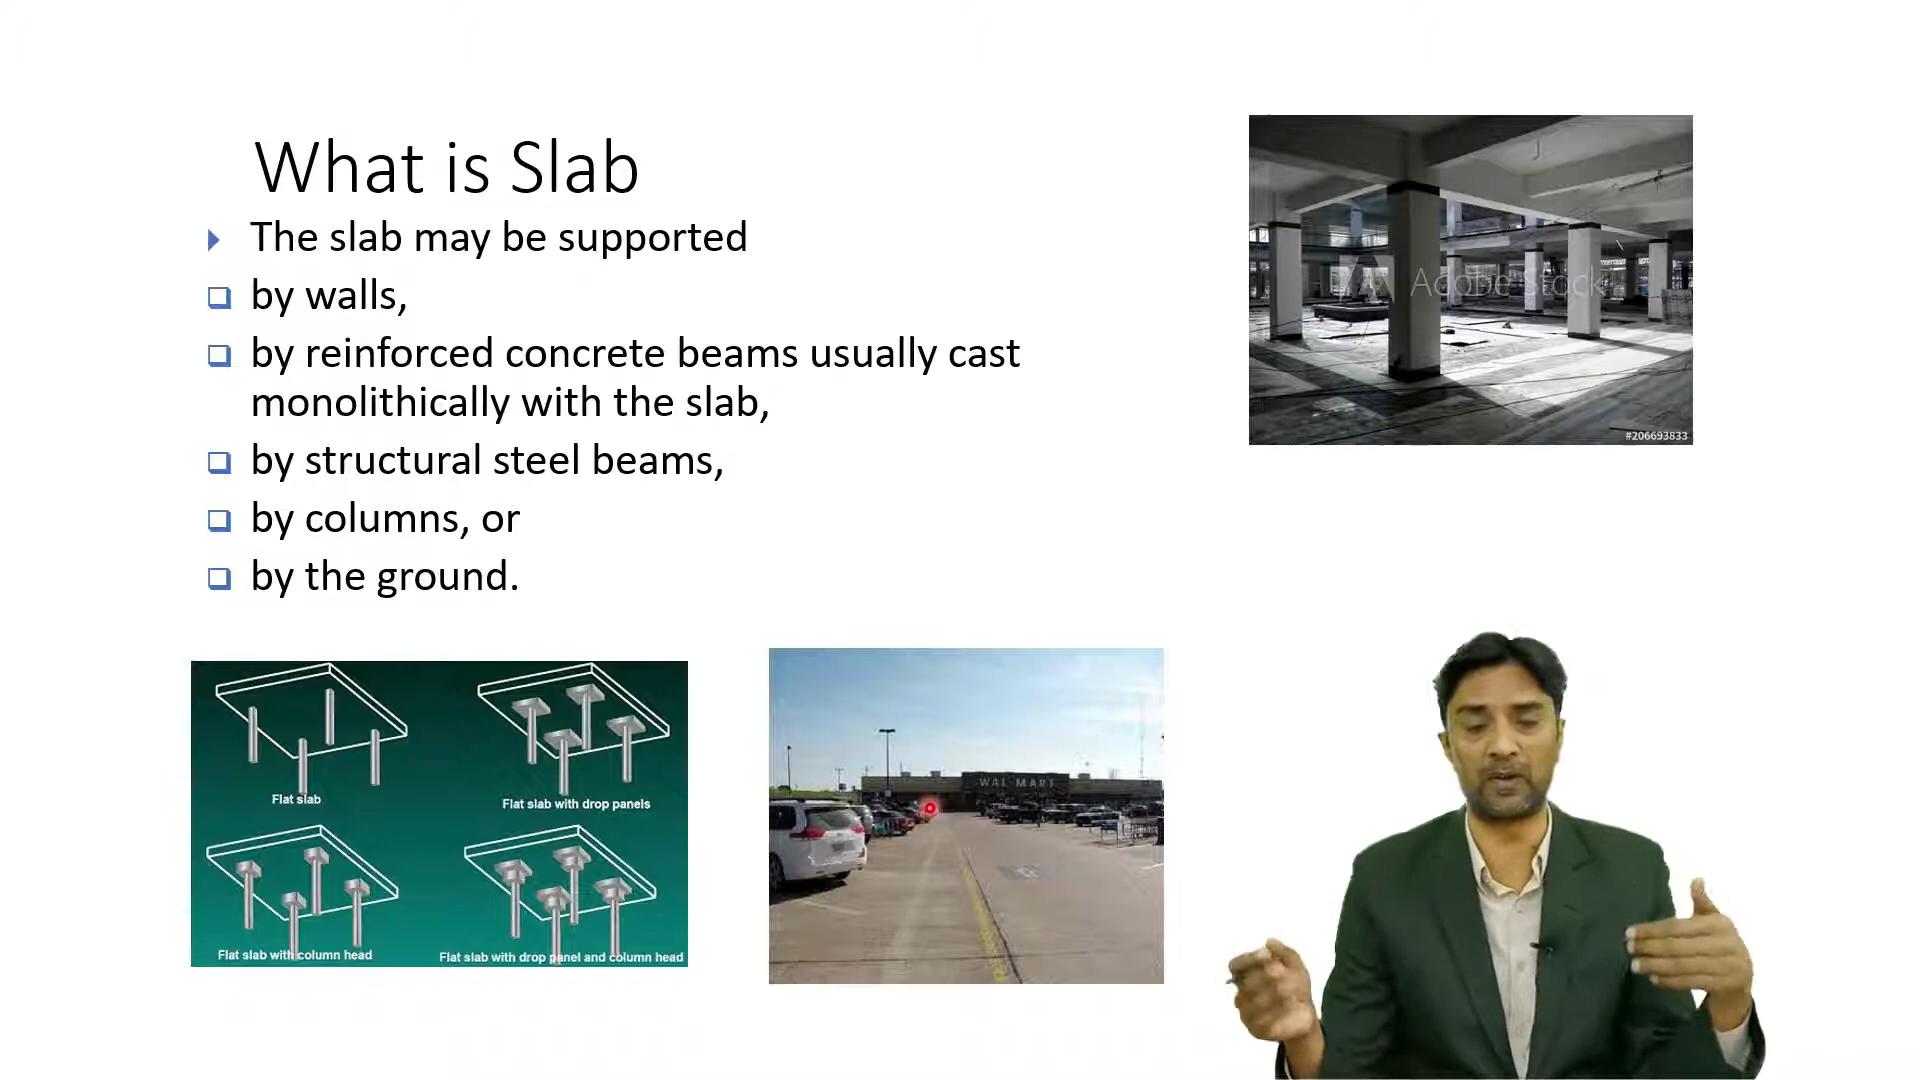 What is Slab
The slab may be supported
by walls,
by reinforced concrete beams usually cast
monolithically with the slab,
by structural steel beams,
by columns, or
by the ground.
Adobe Stock
#206693833
Flat slab
Flat slab with drop panels
Flat slab with column head
Flat slab with drop panel and column head
WAL-MART